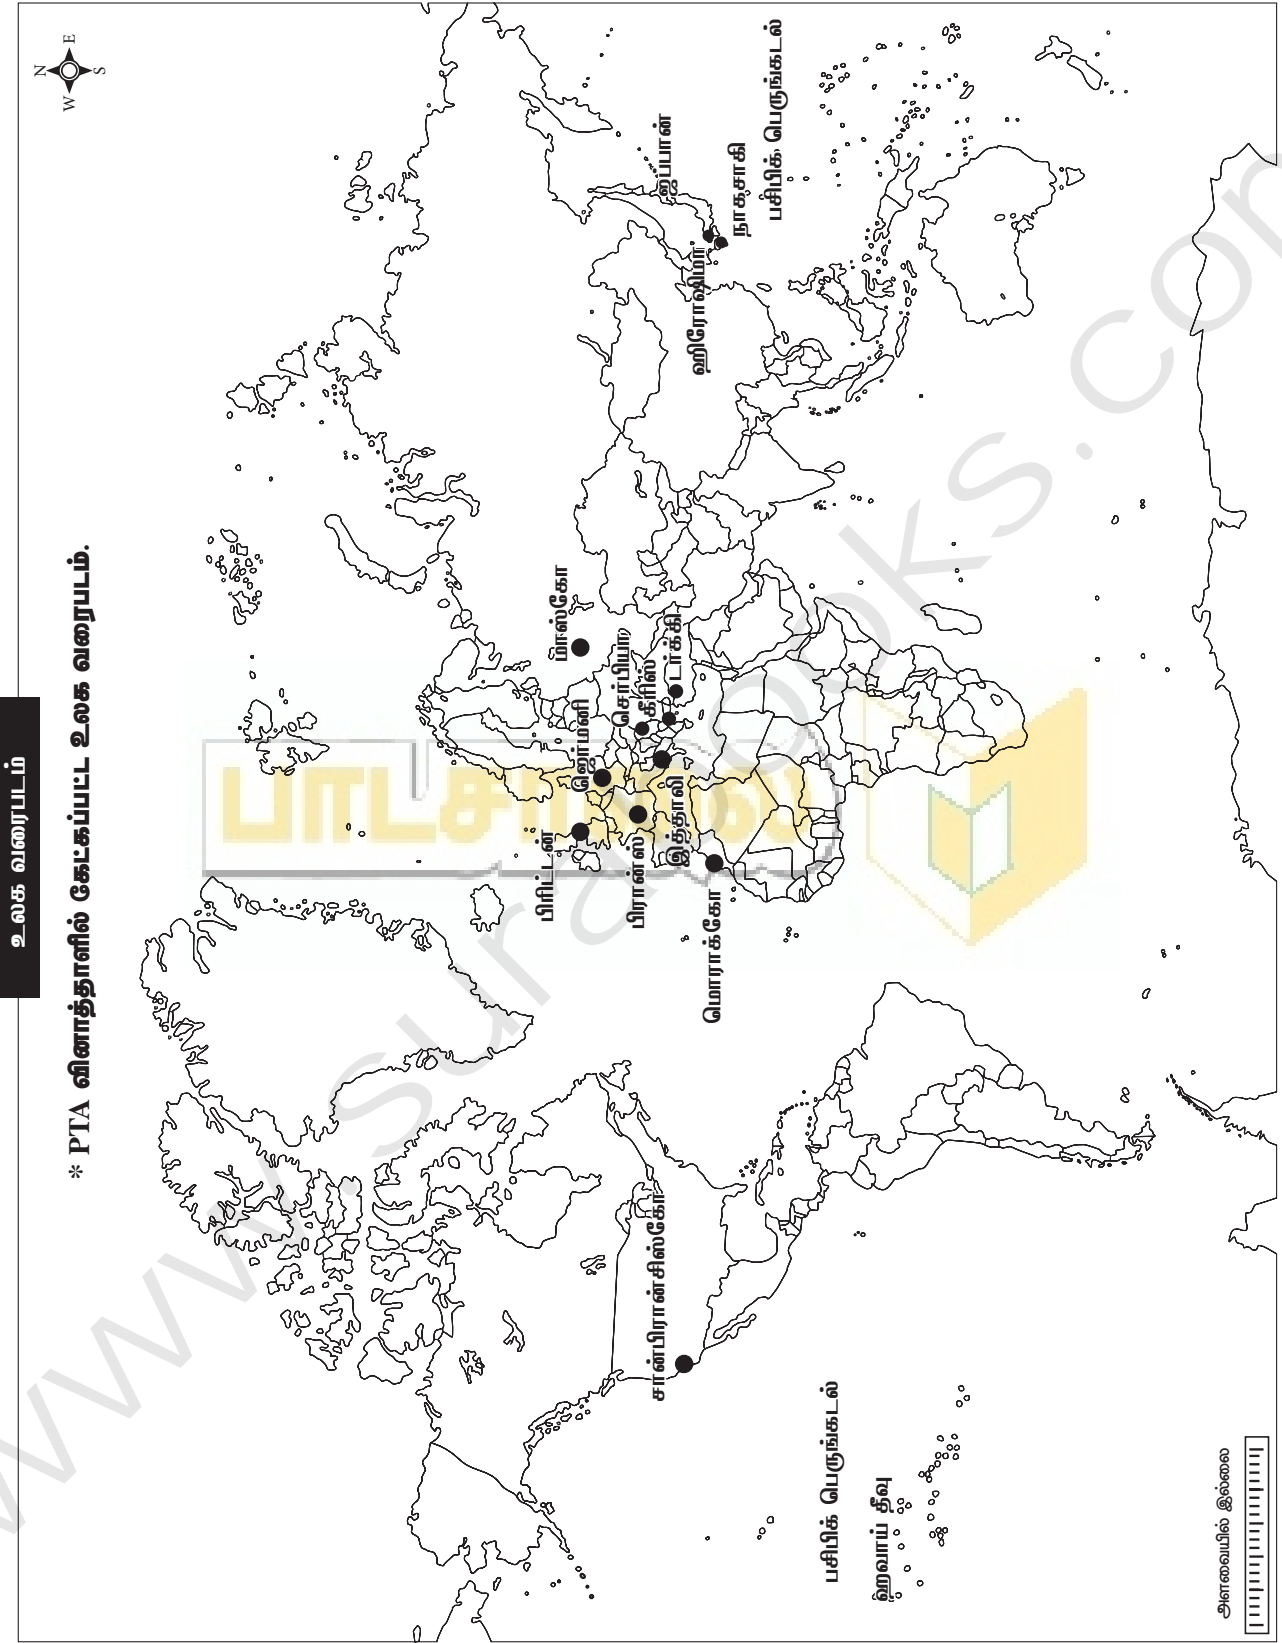 உலக வரைபடம்
* PTA வினாத்தாளில் கேட்கப்பட்ட உலக வரைபடம்.
N
W E
S
மாஸ்கோ
ஜெர்மனி
செர்பியா
கிரிஸ்
டர்க்கி
பிரிட்டன்
பிரான்ஸ்
இத்தாலி
மொராக்கோ
சான்பிரான்சிஸ்கோ
ஜப்பான்
ஹிரோஷிமா
நாகசாகி
பசிபிக் பெருங்கடல்
பசிபிக் பெருங்கடல்
ஹவாய் தீவு
அளவையில் இல்லை
பாடசாலை
www.surabooks.com